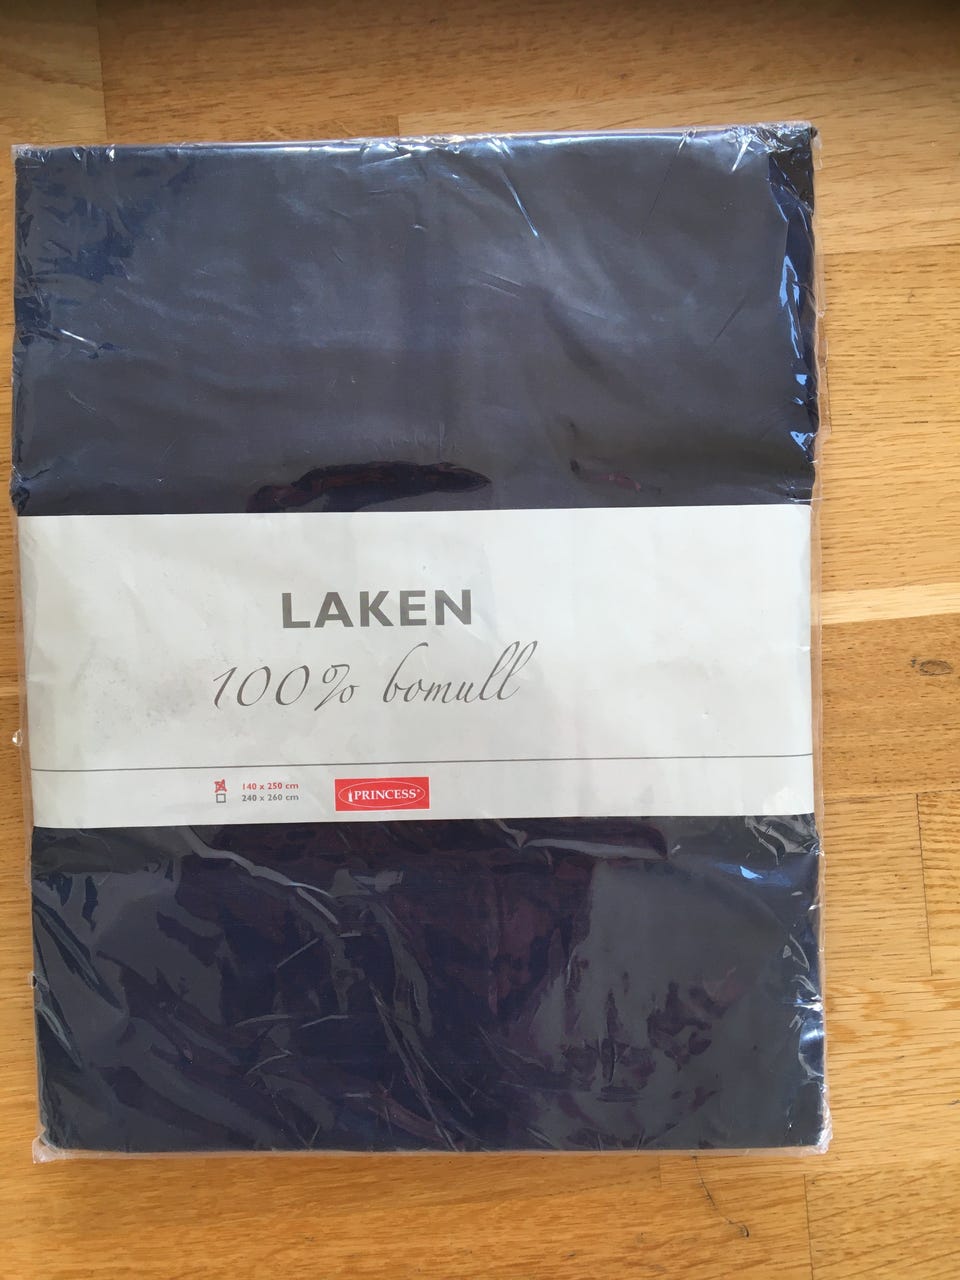 LAKEN
100% bomull
140 x 250 cm
240 x 260 cm
PRINCESS®